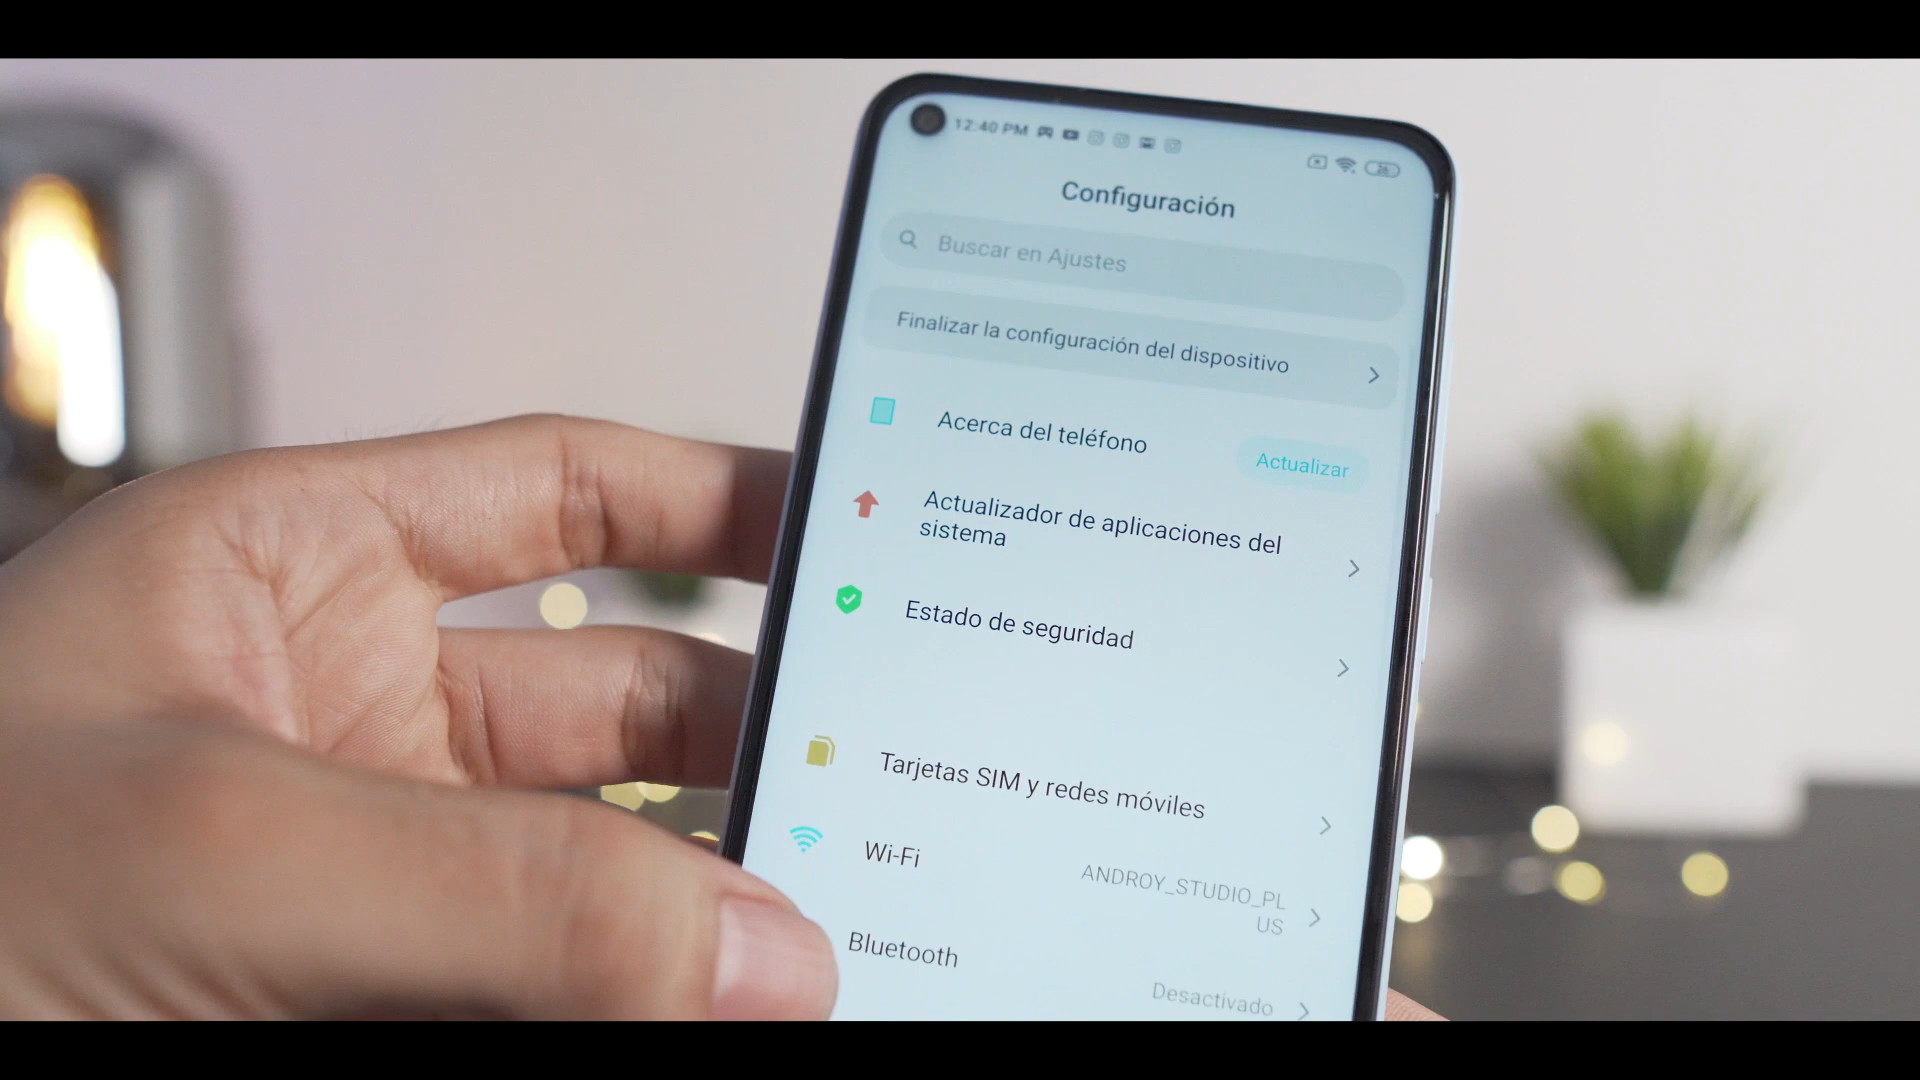 12:40 PM
26
Configuración
Buscar en Ajustes
Finalizar la configuración del dispositivo
Acerca del teléfono
Actualizar
Actualizador de aplicaciones del
sistema
Estado de seguridad
Tarjetas SIM y redes móviles
Wi-Fi
ANDROY_STUDIO_PL
US
Bluetooth
Desactivado